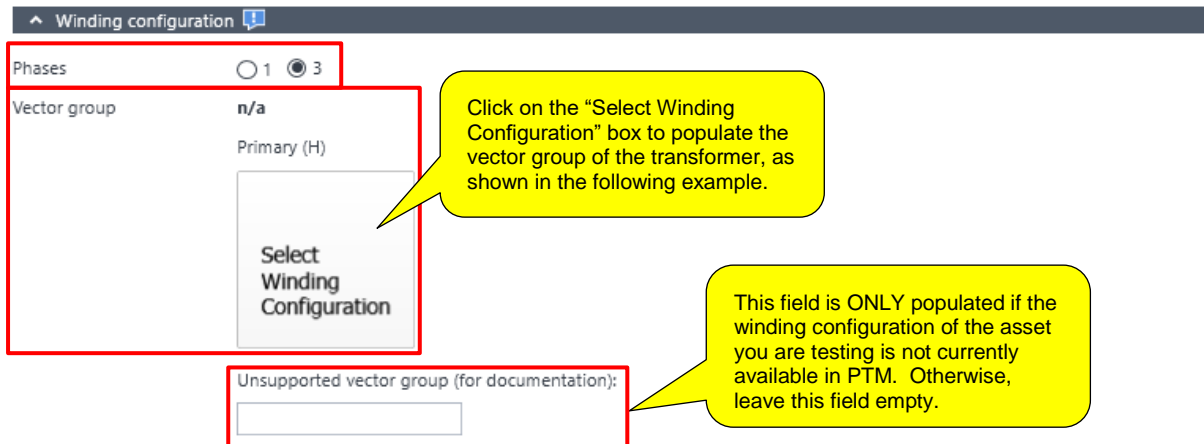 Winding configuration
Phases
1 3
Vector group
n/a
Primary (H)
Select
Winding
Configuration
Click on the “Select Winding
Configuration” box to populate the
vector group of the transformer, as
shown in the following example.
Unsupported vector group (for documentation):
This field is ONLY populated if the
winding configuration of the asset
you are testing is not currently
available in PTM.  Otherwise,
leave this field empty.